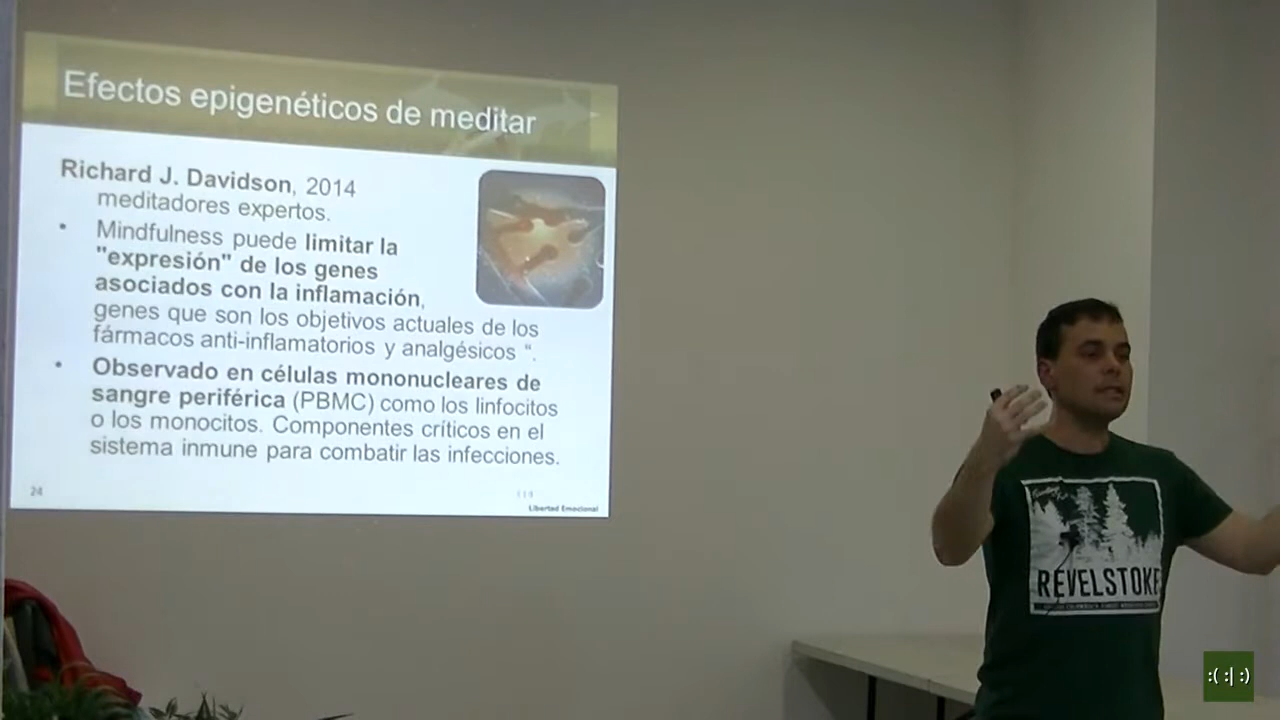 Efectos epigenéticos de meditar
Richard J. Davidson, 2014
meditadores expertos.
• Mindfulness puede limitar la
"expresión" de los genes
asociados con la inflamación,
genes que son los objetivos actuales de los
fármacos anti-inflamatorios y analgésicos “.
• Observado en células mononucleares de
sangre periférica (PBMC) como los linfocitos
o los monocitos. Componentes críticos en el
sistema inmune para combatir las infecciones.
24
Libertad Emocional
REVELSTOKE
:( :| :)